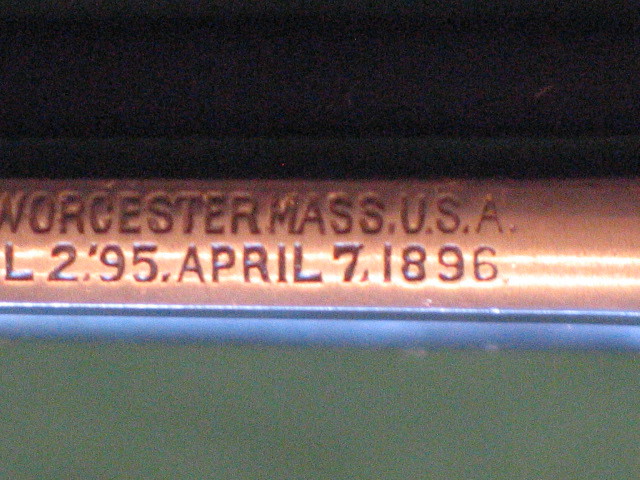 WORCESTER MASS. U.S.A.
L 2.'95. APRIL 7, 1896.